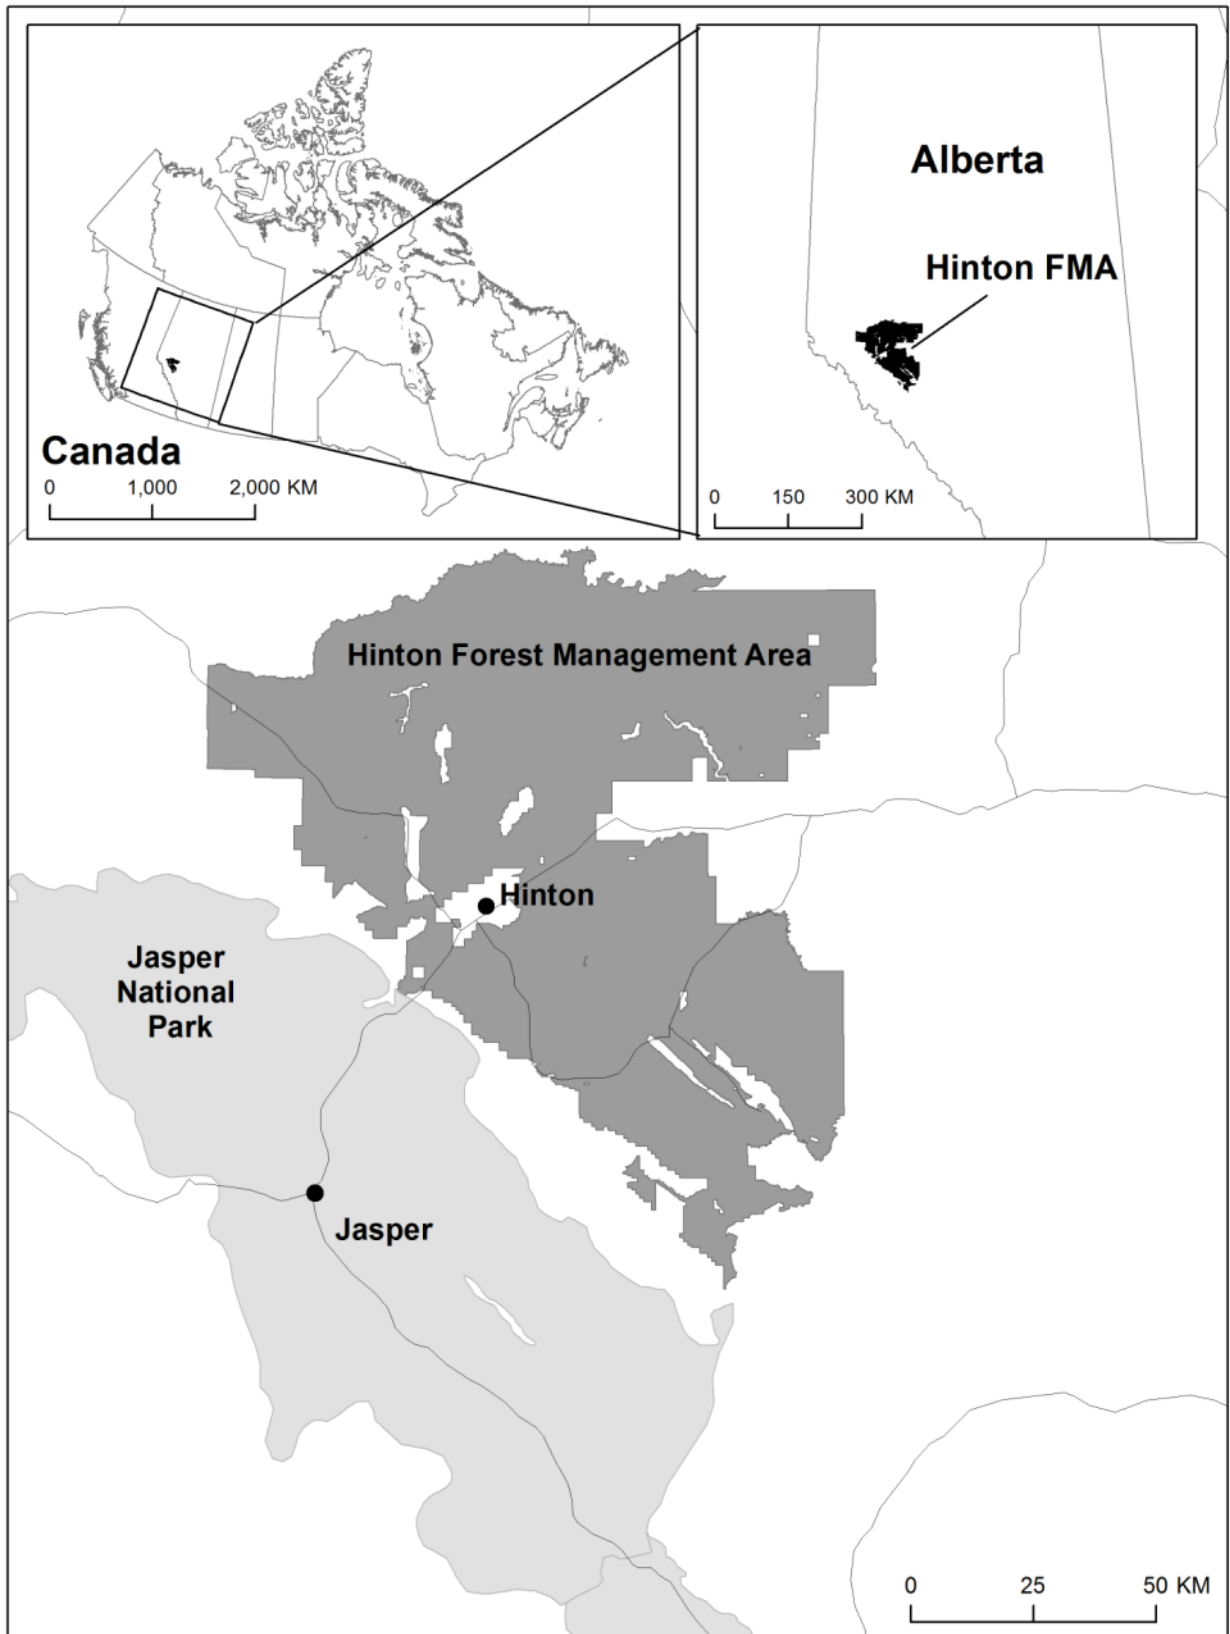 Canada
0 1,000 2,000 KM
Alberta
Hinton FMA
0 150 300 KM
Hinton Forest Management Area
Hinton
Jasper
National
Park
Jasper
0 25 50 KM